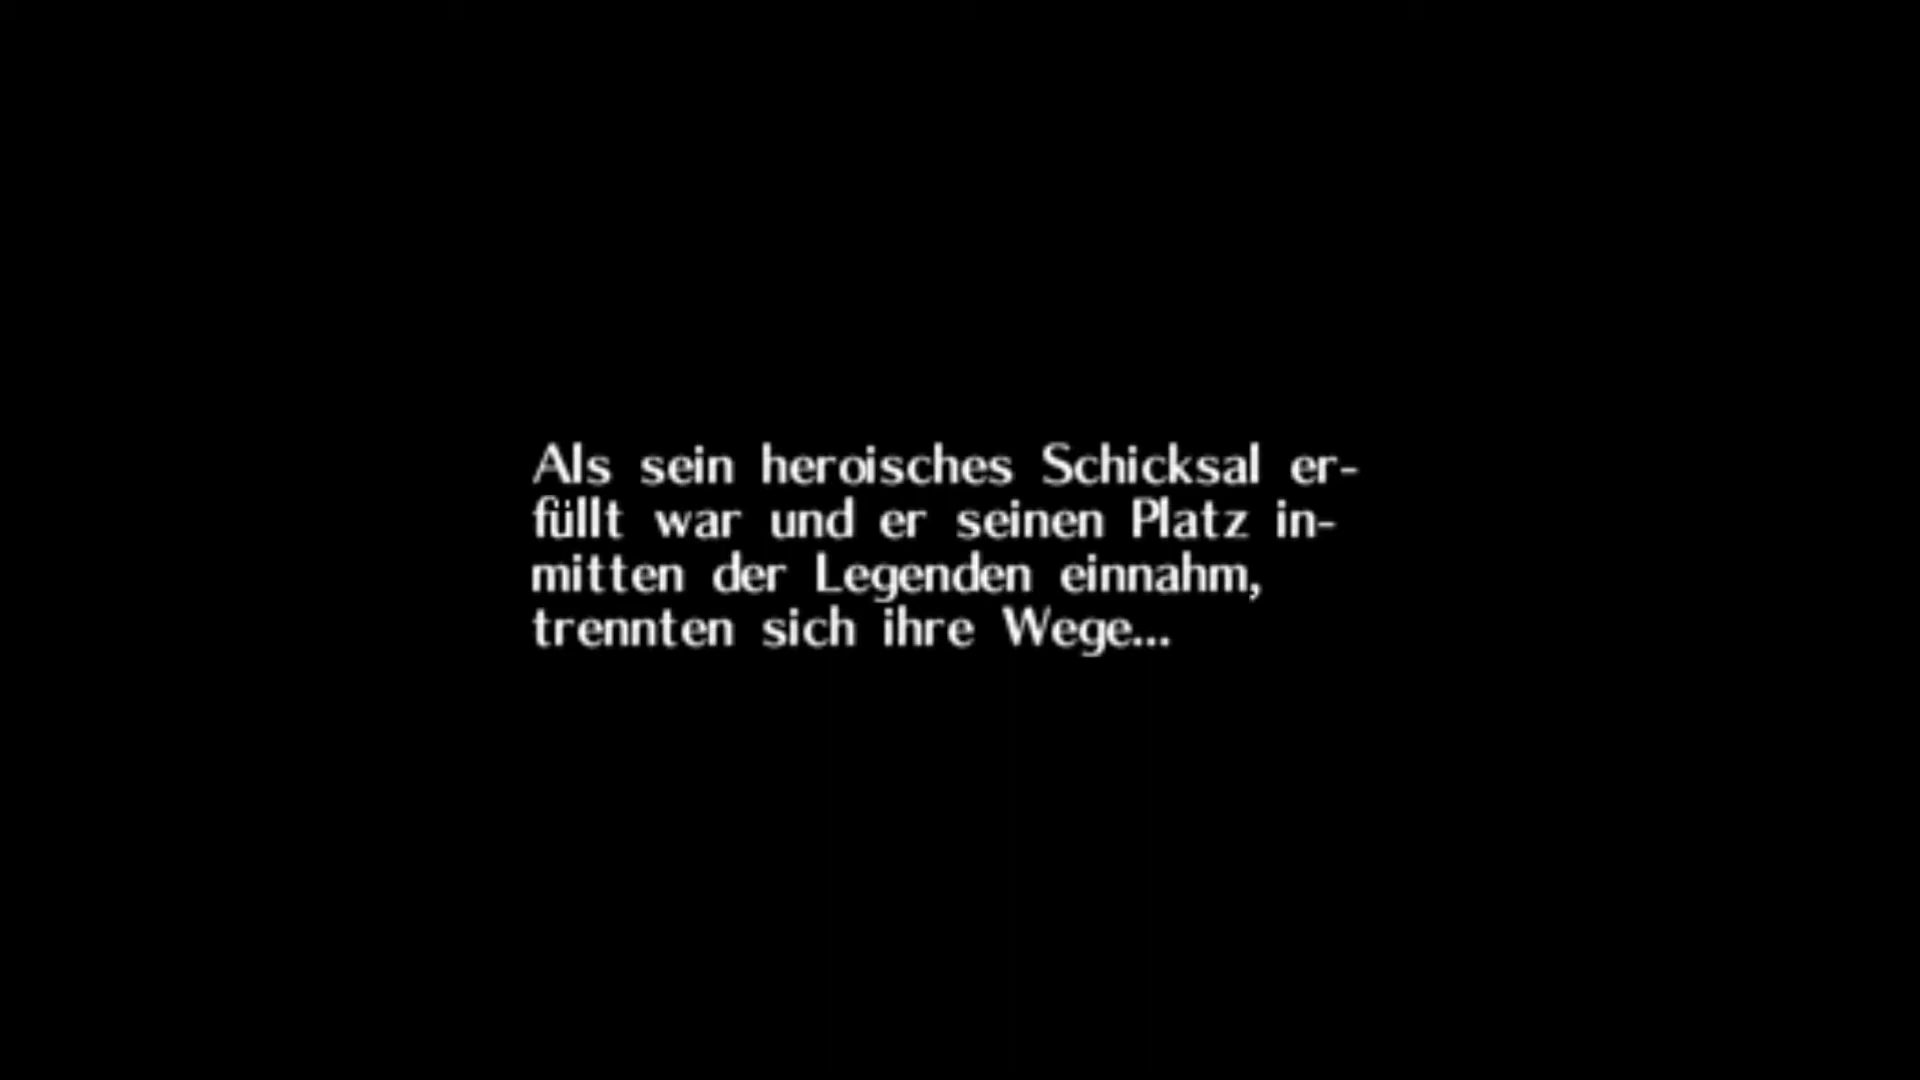 Als sein heroisches Schicksal er-
füllt war und er seinen Platz in-
mitten der Legenden einnahm,
trennten sich ihre Wege...